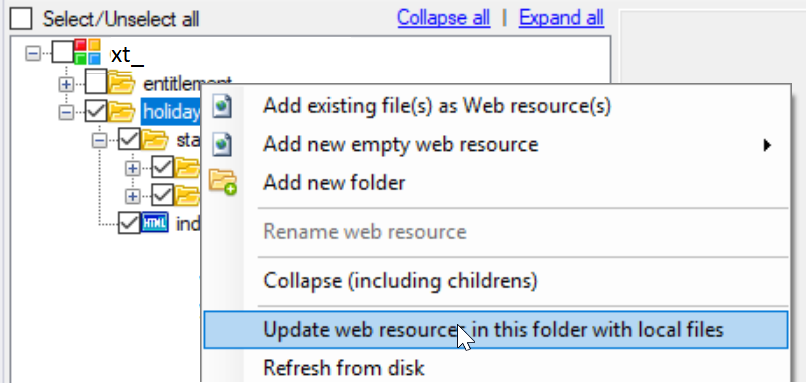 Select/Unselect all
Collapse all | Expand all
xt_
entitlement
holiday
Add existing file(s) as Web resource(s)
sta
Add new empty web resource
Add new folder
HTML ind
Rename web resource
Collapse (including childrens)
Update web resources in this folder with local files
Refresh from disk